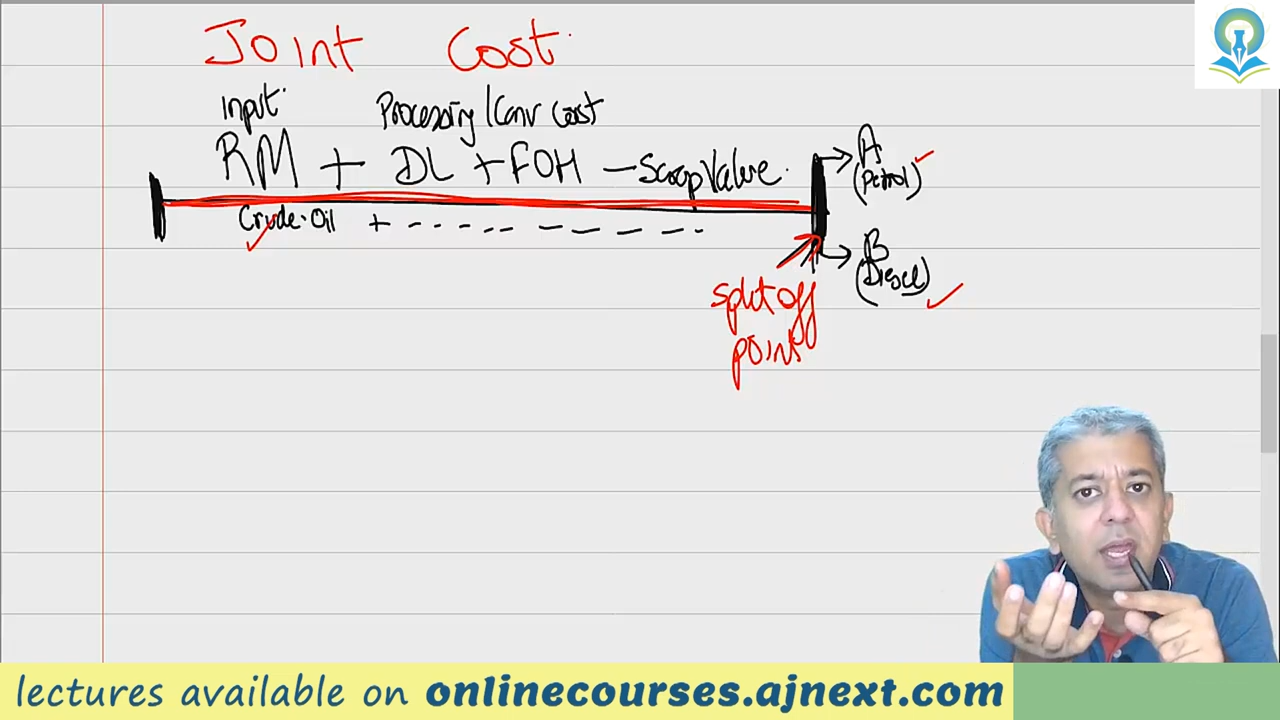 Joint Cost
Input Processing/Conv Cost
RM + DL + FOH - Scrap Value
Crude Oil + - - - - - - - - - -
A
(Petrol)
B
(Diesel)
split off
point
lectures available on onlinecourses.ajnext.com